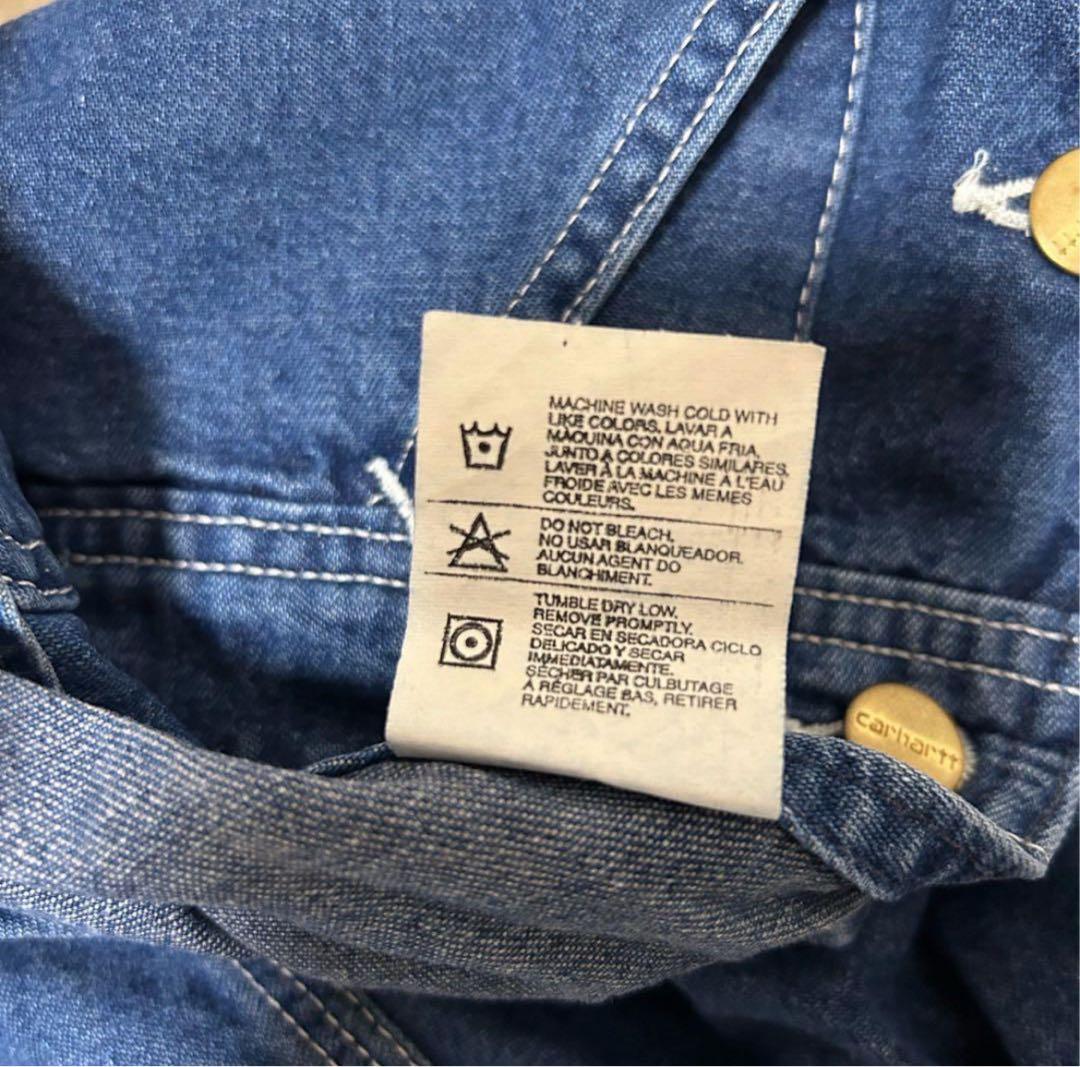 MACHINE WASH COLD WITH
LIKE COLORS. LAVAR A
MAQUINA CON AQUA FRIA,
JUNTO A COLORES SIMILARES,
LAVER À LA MACHINE A L'EAU
FROIDE AVEC LES MEMES
COULEURS.
DO NOT BLEACH.
NO USAR BLANQUEADOR.
AUCUN AGENT DO
BLANCHIMENT.
TUMBLE DRY LOW,
REMOVE PROMPTLY.
SECAR EN SECADORA CICLO
DELICADO Y SECAR
IMMEDIATAMENTE.
SÉCHER PAR CULBUTAGE
À RÉGLAGE BAS, RETIRER
RAPIDEMENT.
carhartt